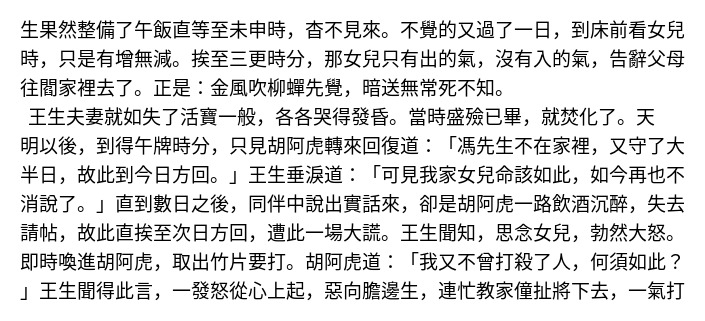 生果然整備了午飯直等至未申時，杳不見來。不覺的又過了一日，到床前看女兒
時，只是有增無減。挨至三更時分，那女兒只有出的氣，沒有入的氣，告辭父母
往閻家裡去了。正是：金風吹柳蟬先覺，暗送無常死不知。
王生夫妻就如失了活寶一般，各各哭得發昏。當時盛殮已畢，就焚化了。天
明以後，到得午牌時分，只見胡阿虎轉來回復道：「馮先生不在家裡，又守了大
半日，故此到今日方回。」王生垂淚道：「可見我家女兒命該如此，如今再也不
消說了。」直到數日之後，同伴中說出實話來，卻是胡阿虎一路飲酒沉醉，失去
請帖，故此直挨至次日方回，遭此一場大謊。王生聞知，思念女兒，勃然大怒。
即時喚進胡阿虎，取出竹片要打。胡阿虎道：「我又不曾打殺了人，何須如此？
」王生聞得此言，一發怒從心上起，惡向膽邊生，連忙教家僮扯將下去，一氣打